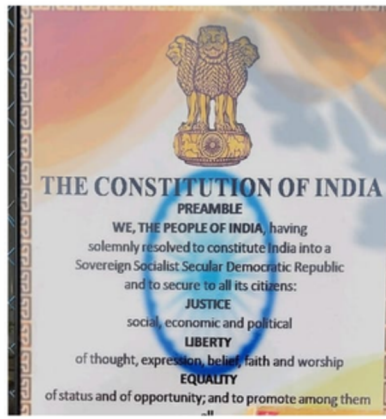 THE CONSTITUTION OF INDIA
PREAMBLE
WE, THE PEOPLE OF INDIA, having
solemnly resolved to constitute India into a
Sovereign Socialist Secular Democratic Republic
and to secure to all its citizens:
JUSTICE
social, economic and political
LIBERTY
of thought, expression, belief, faith and worship
EQUALITY
of status and of opportunity; and to promote among them